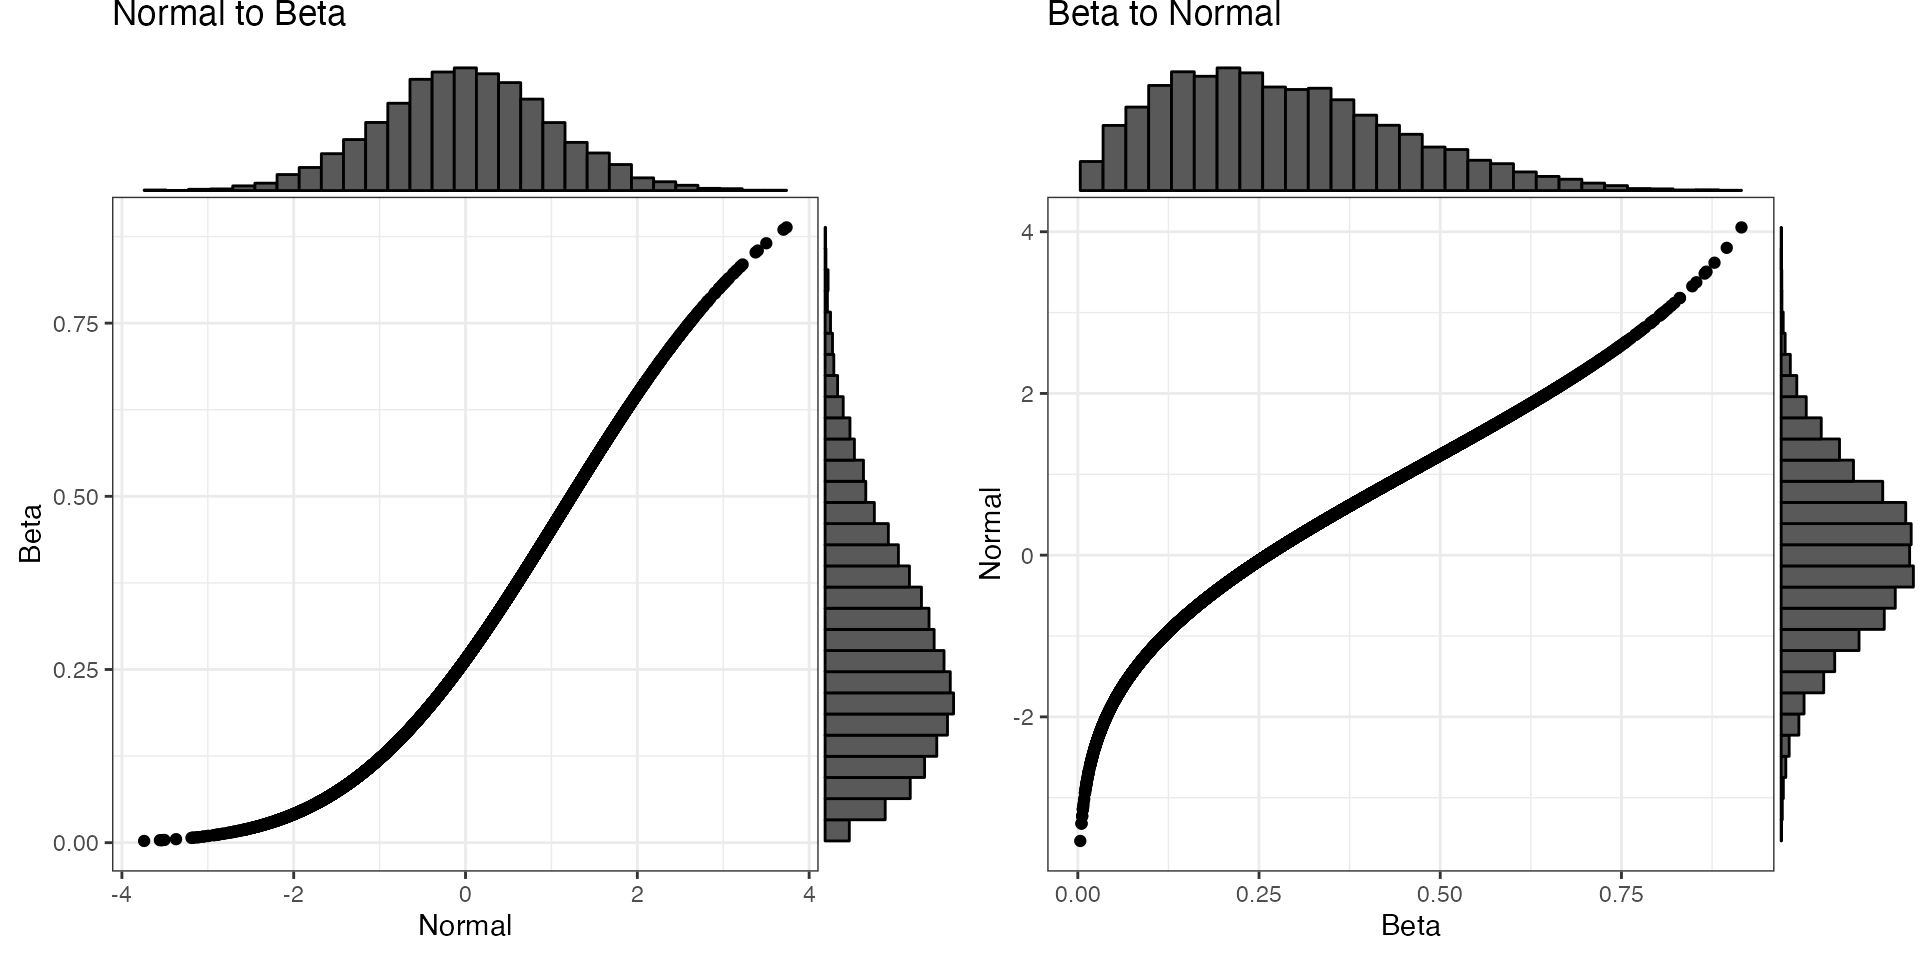 Normal to Beta
0.75
0.50
0.25
0.00
Beta
-4 -2 0 2 4
Normal
Beta to Normal
4
2
0
-2
Normal
0.00 0.25 0.50 0.75
Beta